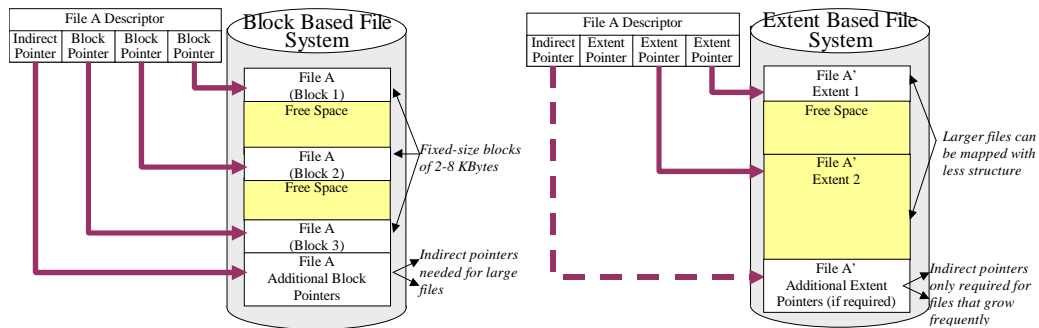 File A Descriptor
Indirect Pointer
Block Pointer
Block Pointer
Block Pointer
Block Based File
System
File A
(Block 1)
Free Space
File A
(Block 2)
Free Space
File A
(Block 3)
File A
Additional Block
Pointers
Fixed-size blocks
of 2-8 KBytes
Indirect pointers
needed for large
files
File A Descriptor
Indirect Pointer
Extent Pointer
Extent Pointer
Extent Pointer
Extent Based File
System
File A'
Extent 1
Free Space
File A'
Extent 2
File A'
Additional Extent
Pointers (if required)
Larger files can
be mapped with
less structure
Indirect pointers
only required for
files that grow
frequently